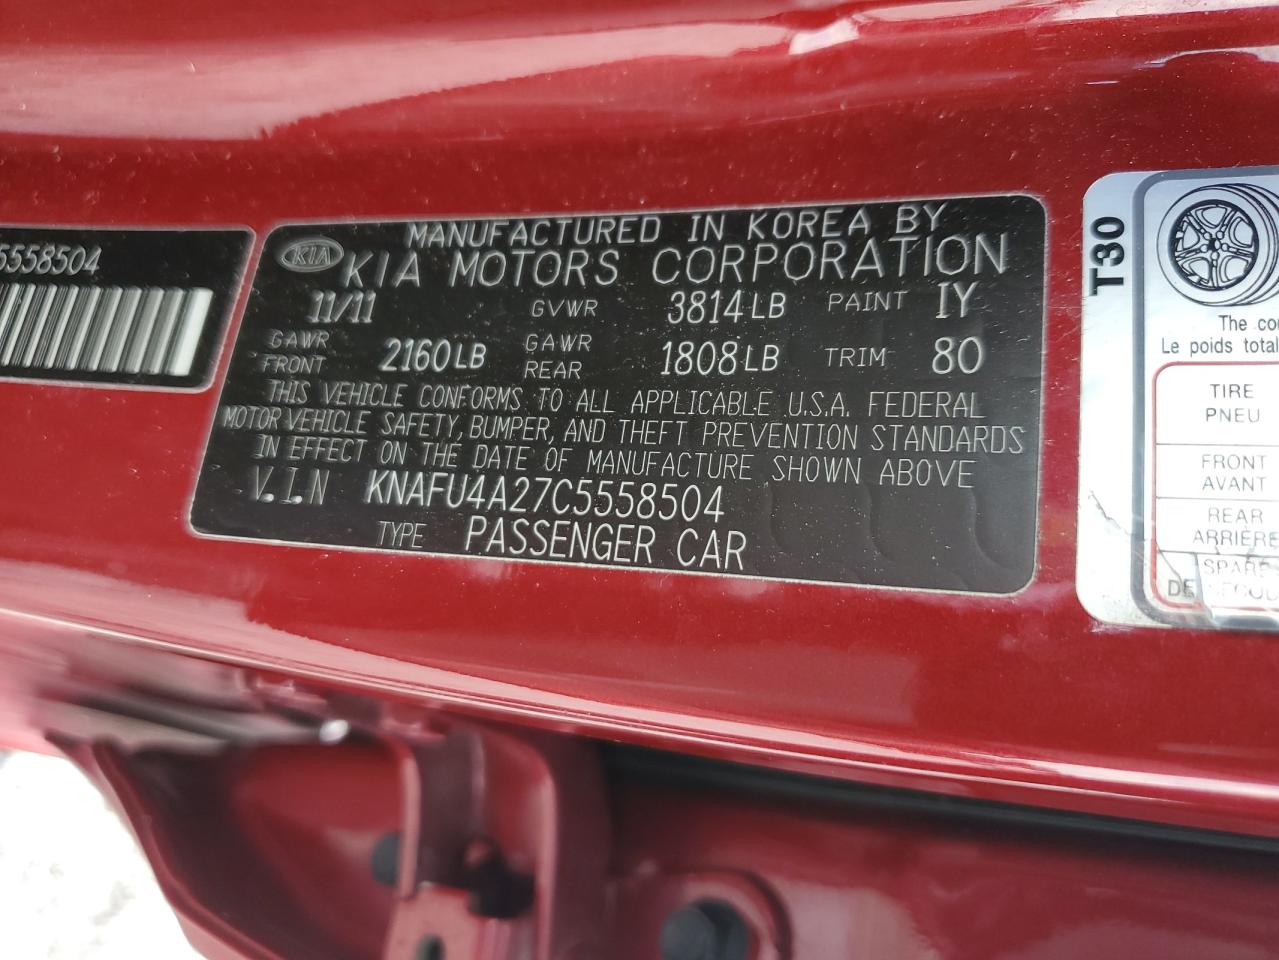 5558504
MANUFACTURED IN KOREA BY
KIA KIA MOTORS CORPORATION
11/11 GVWR 3814LB PAINT IY
GAWR FRONT 2160LB GAWR REAR 1808LB TRIM 80
THIS VEHICLE CONFORMS TO ALL APPLICABLE U.S.A. FEDERAL
MOTOR VEHICLE SAFETY, BUMPER, AND THEFT PREVENTION STANDARDS
IN EFFECT ON THE DATE OF MANUFACTURE SHOWN ABOVE
V.I.N KNAFU4A27C5558504
TYPE PASSENGER CAR
T30
The
Le poids total
TIRE
PNEU
FRONT
AVANT
REAR
ARRIÈRE
SPARE
DE